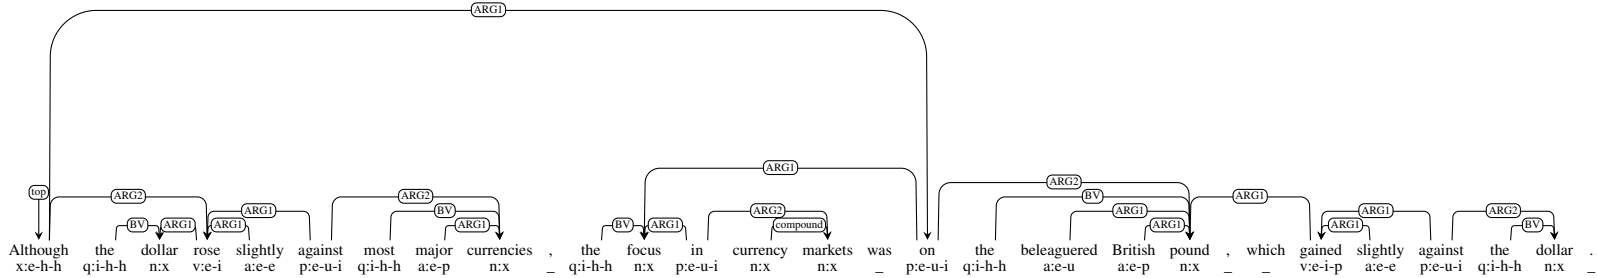 ARG1
ARG1
top ARG2 ARG2 ARG2 BV ARG1
BV ARG1 ARG1 ARG1 BV ARG1 BV ARG1 ARG2 compound ARG1 ARG1 ARG1 ARG1 ARG2 BV
Although the dollar rose slightly against most major currencies , the focus in currency markets was on the beleaguered British pound , which gained slightly against the dollar .
x:e-h-h q:i-h-h n:x v:e-i a:e-e p:e-u-i q:i-h-h a:e-p n:x _ q:i-h-h n:x p:e-u-i n:x n:x _ p:e-u-i q:i-h-h a:e-u a:e-p n:x _ _ v:e-i-p a:e-e p:e-u-i q:i-h-h n:x _